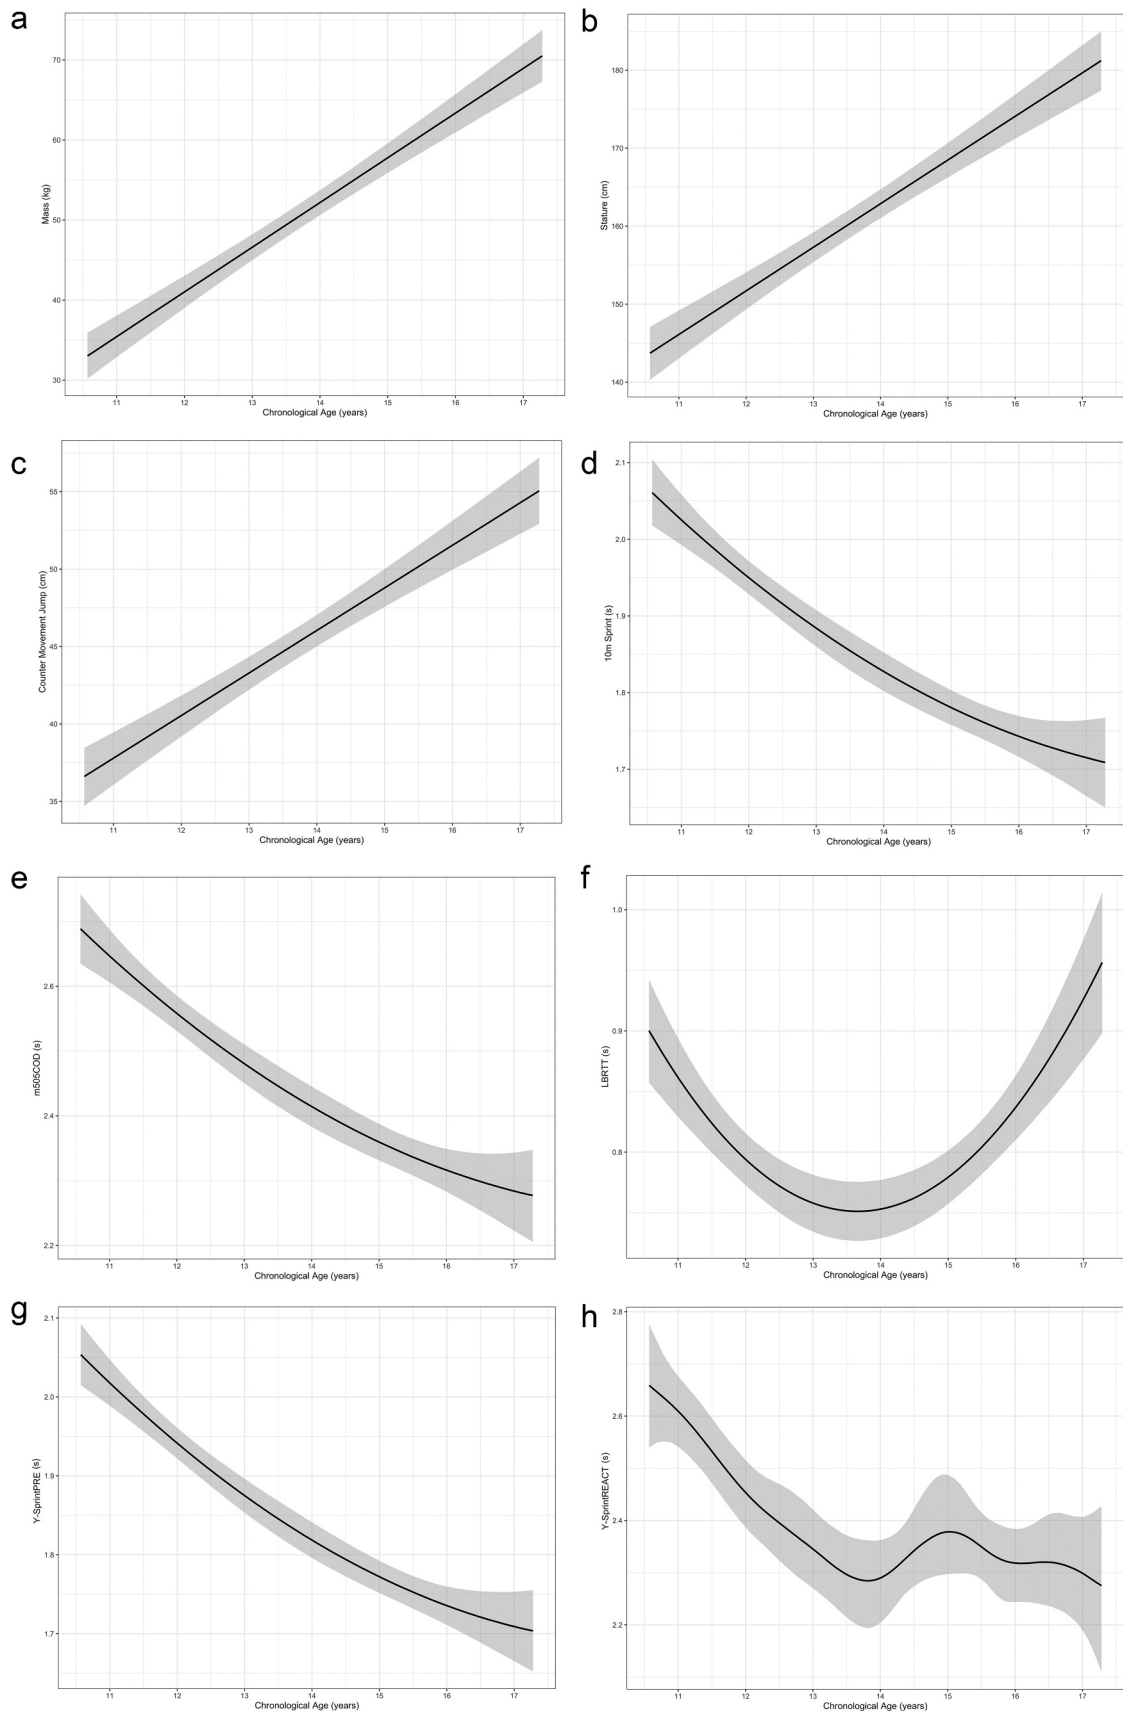 a
70
60
50
40
30
Mass (kg)
11 12 13 14 15 16 17
Chronological Age (years)
b
180
170
160
150
140
Stature (cm)
11 12 13 14 15 16 17
Chronological Age (years)
c
55
50
45
40
35
Counter Movement Jump (cm)
11 12 13 14 15 16 17
Chronological Age (years)
d
2.1
2.0
1.9
1.8
1.7
10m Sprint (s)
11 12 13 14 15 16 17
Chronological Age (years)
e
2.6
2.4
2.2
m505COD (s)
11 12 13 14 15 16 17
Chronological Age (years)
f
1.0
0.9
0.8
LBRTT (s)
11 12 13 14 15 16 17
Chronological Age (years)
g
2.1
2.0
1.9
1.8
1.7
Y-SprintPRE (s)
11 12 13 14 15 16 17
Chronological Age (years)
h
2.8
2.6
2.4
2.2
Y-SprintREACT (s)
11 12 13 14 15 16 17
Chronological Age (years)